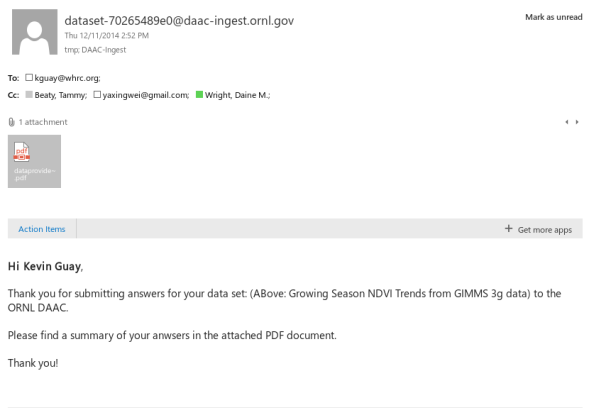 dataset-70265489e0@daac-ingest.ornl.gov
Mark as unread
Thu 12/11/2014 2:52 PM
tmp; DAAC-Ingest
To: kguay@whrc.org;
Cc: Beaty, Tammy; yaxingwei@gmail.com; Wright, Daine M.;
1 attachment
pdf
dataprovide~
pdf
Action Items
+ Get more apps
Hi Kevin Guay,
Thank you for submitting answers for your data set: (ABove: Growing Season NDVI Trends from GIMMS 3g data) to the
ORNL DAAC.
Please find a summary of your anwsers in the attached PDF document.
Thank you!